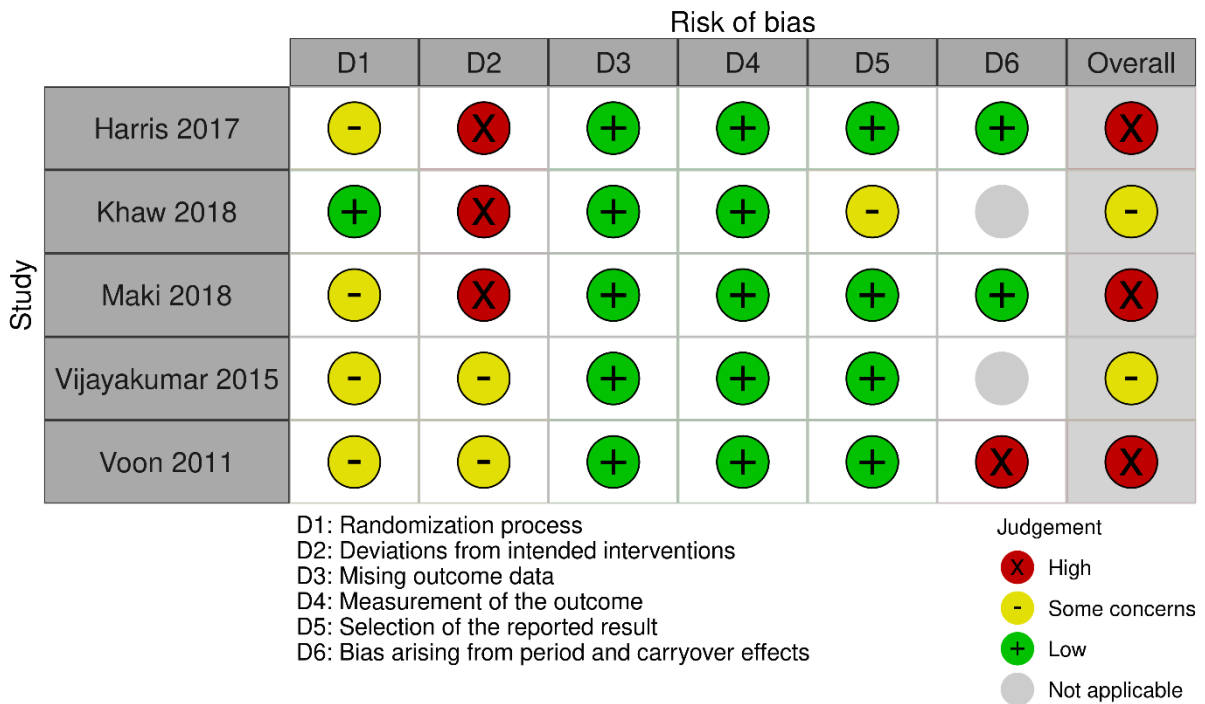 Risk of bias
D1 D2 D3 D4 D5 D6 Overall
Study
Harris 2017 - X + + + + X
Khaw 2018 + X + + - -
Maki 2018 - X + + + + X
Vijayakumar 2015 - - + + + -
Voon 2011 - - + + + X X
D1: Randomization process
D2: Deviations from intended interventions
D3: Mising outcome data
D4: Measurement of the outcome
D5: Selection of the reported result
D6: Bias arising from period and carryover effects
Judgement
X High
- Some concerns
+ Low
Not applicable